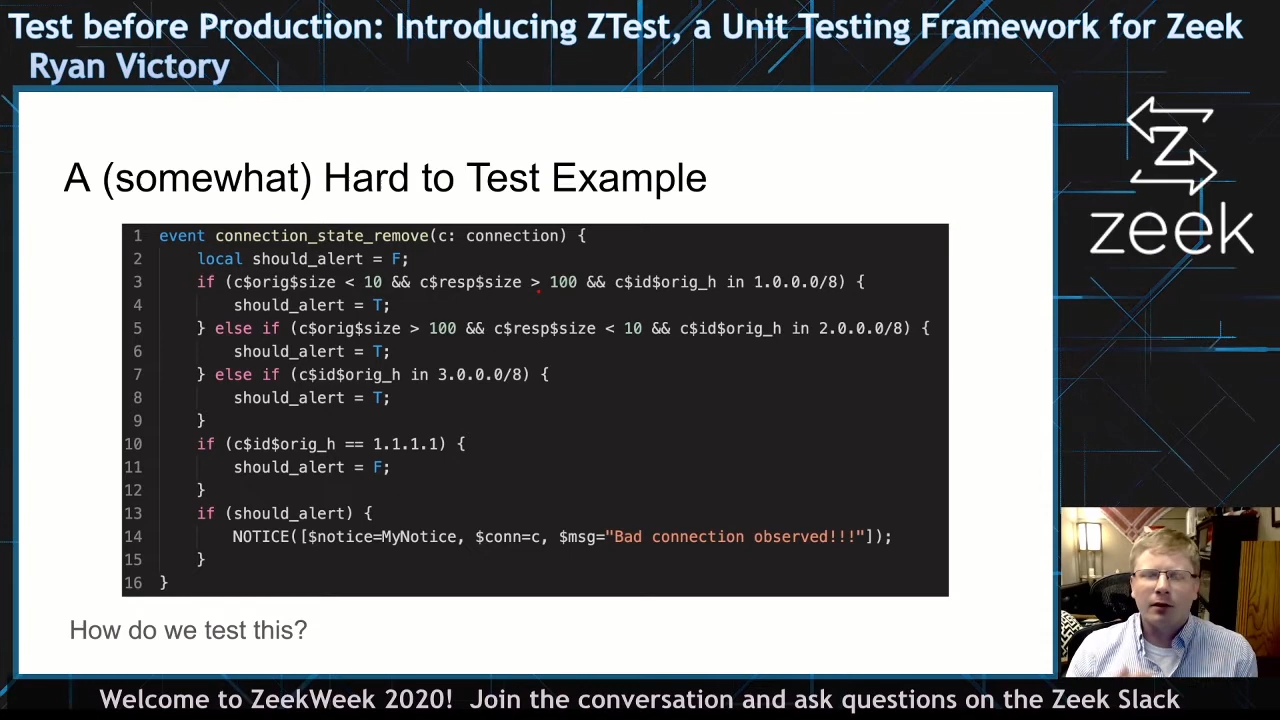 Test before Production: Introducing ZTest, a Unit Testing Framework for Zeek
Ryan Victory
zeek
A (somewhat) Hard to Test Example
1 event connection_state_remove(c: connection) {
2 local should_alert = F;
3 if (c$orig$size < 10 && c$resp$size > 100 && c$id$orig_h in 1.0.0.0/8) {
4 should_alert = T;
5 } else if (c$orig$size > 100 && c$resp$size < 10 && c$id$orig_h in 2.0.0.0/8) {
6 should_alert = T;
7 } else if (c$id$orig_h in 3.0.0.0/8) {
8 should_alert = T;
9 }
10 if (c$id$orig_h == 1.1.1.1) {
11 should_alert = F;
12 }
13 if (should_alert) {
14 NOTICE([$notice=MyNotice, $conn=c, $msg="Bad connection observed!!!"]);
15 }
16 }
How do we test this?
Welcome to ZeekWeek 2020! Join the conversation and ask questions on the Zeek Slack